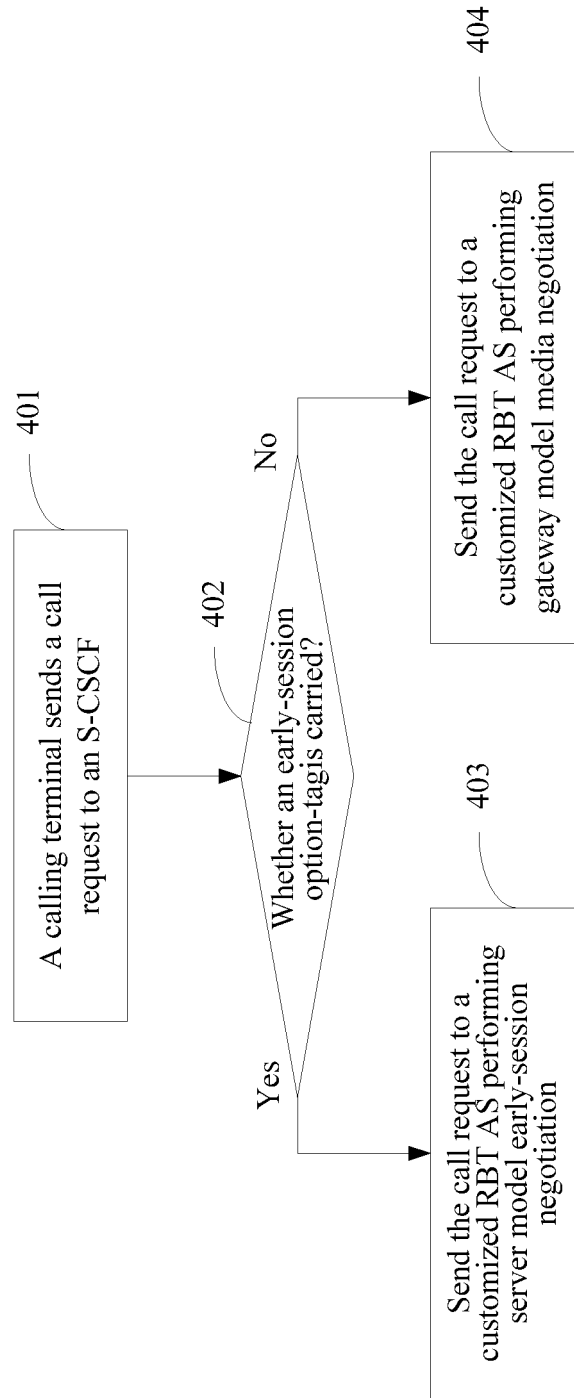 401
A calling terminal sends a call
request to an S-CSCF
402
Whether an early-session
option-tagis carried?
Yes
No
403
Send the call request to a
customized RBT AS performing
server model early-session
negotiation
404
Send the call request to a
customized RBT AS performing
gateway model media negotiation